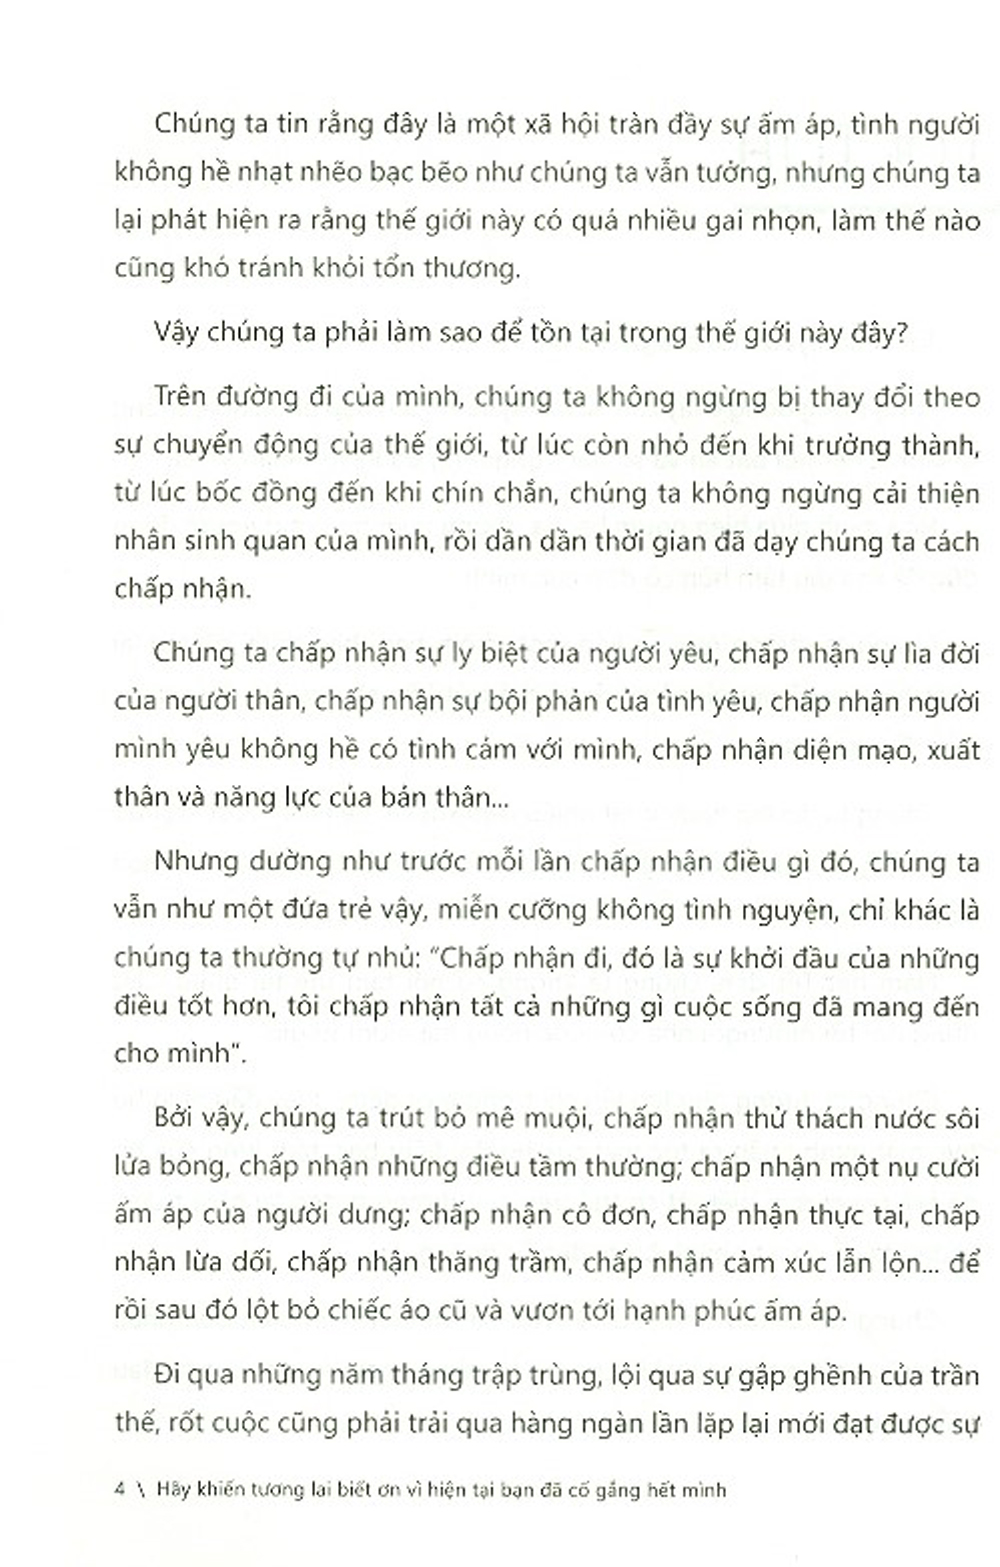 Chúng ta tin rằng đây là một xã hội tràn đầy sự ấm áp, tình người
không hề nhạt nhẽo bạc bẽo như chúng ta vẫn tưởng, nhưng chúng ta
lại phát hiện ra rằng thế giới này có quá nhiều gai nhọn, làm thế nào
cũng khó tránh khỏi tổn thương.
Vậy chúng ta phải làm sao để tồn tại trong thế giới này đây?
Trên đường đi của mình, chúng ta không ngừng bị thay đổi theo
sự chuyển động của thế giới, từ lúc còn nhỏ đến khi trưởng thành,
từ lúc bốc đồng đến khi chín chắn, chúng ta không ngừng cải thiện
nhân sinh quan của mình, rồi dần dần thời gian đã dạy chúng ta cách
chấp nhận.
Chúng ta chấp nhận sự ly biệt của người yêu, chấp nhận sự lìa đời
của người thân, chấp nhận sự bội phản của tình yêu, chấp nhận người
mình yêu không hề có tình cảm với mình, chấp nhận diện mạo, xuất
thân và năng lực của bản thân...
Nhưng dường như trước mỗi lần chấp nhận điều gì đó, chúng ta
vẫn như một đứa trẻ vậy, miễn cưỡng không tình nguyện, chỉ khác là
chúng ta thường tự nhủ: “Chấp nhận đi, đó là sự khởi đầu của những
điều tốt hơn, tôi chấp nhận tất cả những gì cuộc sống đã mang đến
cho mình”.
Bởi vậy, chúng ta trút bỏ mê muội, chấp nhận thử thách nước sôi
lửa bỏng, chấp nhận những điều tầm thường; chấp nhận một nụ cười
ấm áp của người dưng; chấp nhận cô đơn, chấp nhận thực tại, chấp
nhận lừa dối, chấp nhận thăng trầm, chấp nhận cảm xúc lẫn lộn... để
rồi sau đó lột bỏ chiếc áo cũ và vươn tới hạnh phúc ấm áp.
Đi qua những năm tháng trập trùng, lội qua sự gập ghềnh của trần
thế, rốt cuộc cũng phải trải qua hàng ngàn lần lặp lại mới đạt được sự
4 \ Hãy khiến tương lai biết ơn vì hiện tại bạn đã cố gắng hết mình